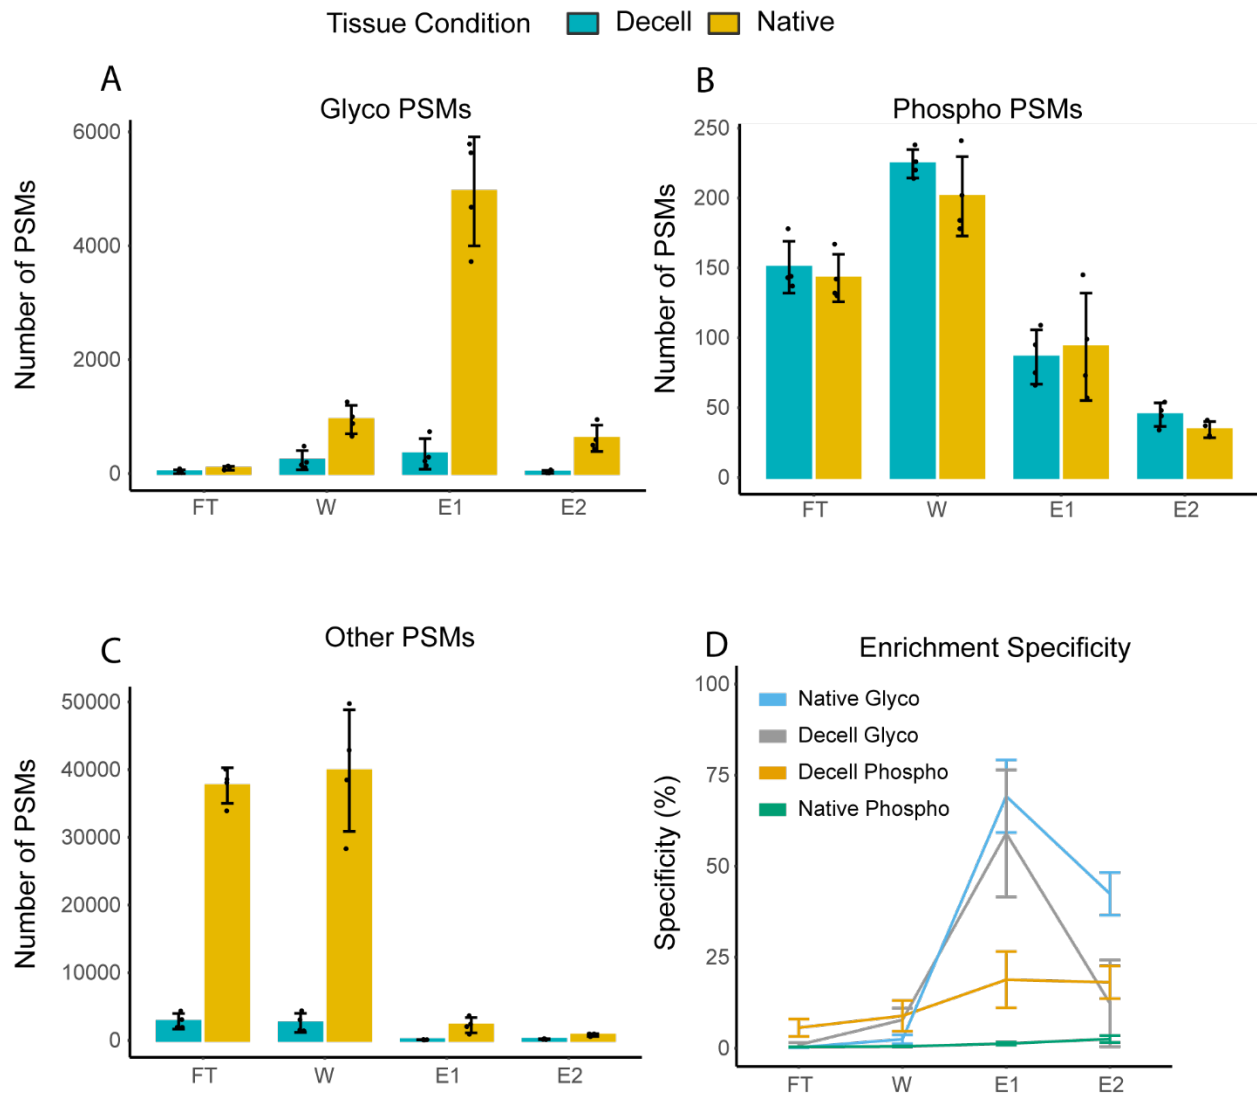 Tissue Condition Decell Native
A
Glyco PSMs
Number of PSMs
6000
4000
2000
0
FT W E1 E2
B
Phospho PSMs
Number of PSMs
250
200
150
100
50
0
FT W E1 E2
C
Other PSMs
Number of PSMs
50000
40000
30000
20000
10000
0
FT W E1 E2
D
Enrichment Specificity
Specificity (%)
100
75
50
25
0
Native Glyco
Decell Glyco
Decell Phospho
Native Phospho
FT W E1 E2